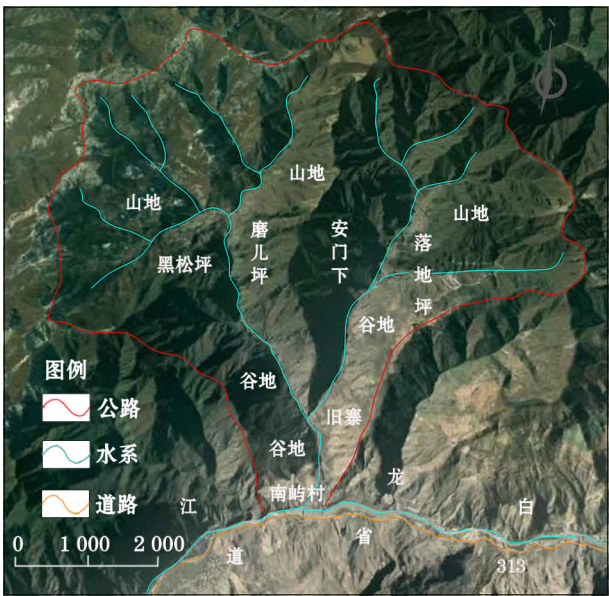 N
山地
山地
山地
磨儿坪
安门下
落地坪
黑松坪
谷地
图例
谷地
公路
旧寨
水系
谷地
龙
南屿村
道路
江
白
0 1 000 2 000
省
道
313